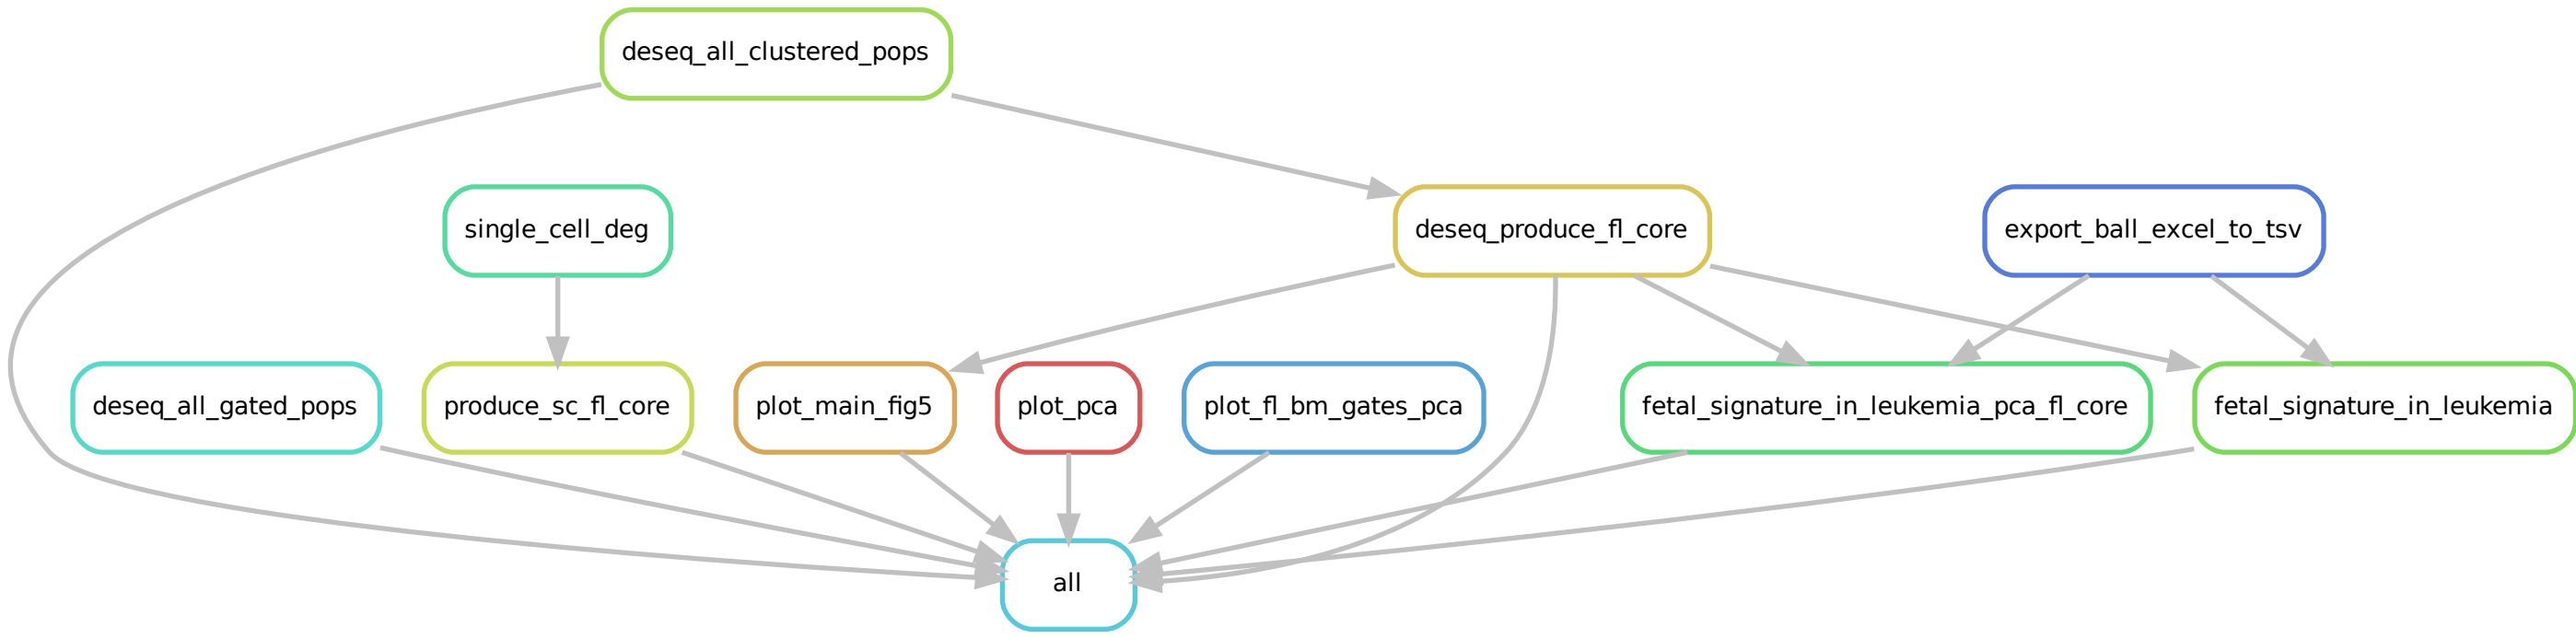 deseq_all_clustered_pops
single_cell_deg
deseq_produce_fl_core
export_ball_excel_to_tsv
deseq_all_gated_pops
produce_sc_fl_core
plot_main_fig5
plot_pca
plot_fl_bm_gates_pca
fetal_signature_in_leukemia_pca_fl_core
fetal_signature_in_leukemia
all